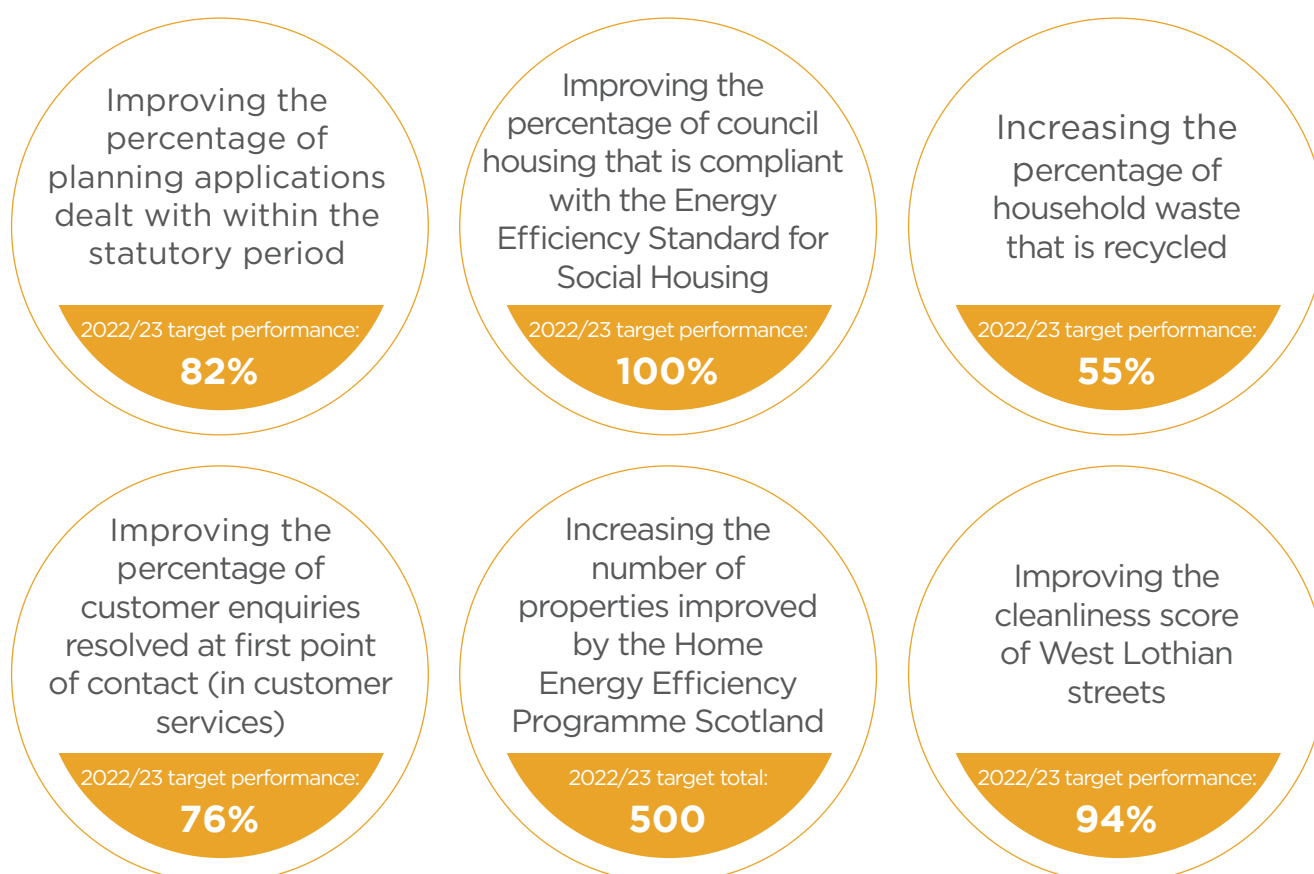 Improving the
percentage of
planning applications
dealt with within the
statutory period
2022/23 target performance:
82%
Improving the
percentage of council
housing that is compliant
with the Energy
Efficiency Standard for
Social Housing
2022/23 target performance:
100%
Increasing the
percentage of
household waste
that is recycled
2022/23 target performance:
55%
Improving the
percentage of
customer enquiries
resolved at first point
of contact (in customer
services)
2022/23 target performance:
76%
Increasing the
number of
properties improved
by the Home
Energy Efficiency
Programme Scotland
2022/23 target total:
500
Improving the
cleanliness score
of West Lothian
streets
2022/23 target performance:
94%